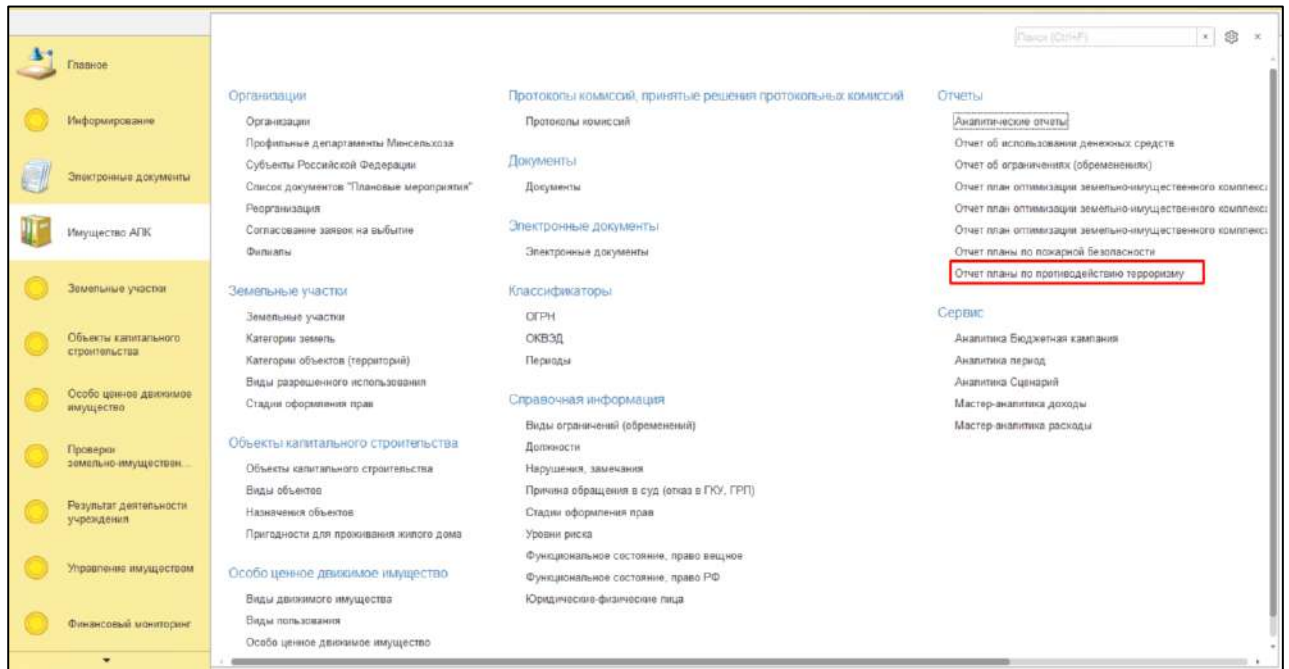 Поиск (Ctrl+F)
×
×
Главное
Информирование
Электронные документы
Имущество АПК
Земельные участки
Объекты капитального
строительства
Особо ценное движимое
имущество
Проверки
земельно-имуществен...
Результат деятельности
учреждения
Управление имуществом
Финансовый мониторинг
Организации
Организации
Профильные департаменты Минсельхоза
Субъекты Российской Федерации
Список документов "Плановые мероприятия"
Реорганизация
Согласование заявок на выбытие
Филиалы
Земельные участки
Земельные участки
Категории земель
Категории объектов (территорий)
Виды разрешенного использования
Стадии оформления прав
Объекты капитального строительства
Объекты капитального строительства
Виды объектов
Назначения объектов
Пригодности для проживания жилого дома
Особо ценное движимое имущество
Виды движимого имущества
Виды пользования
Особо ценное движимое имущество
Протоколы комиссий, принятые решения протокольных комиссий
Протоколы комиссий
Документы
Документы
Электронные документы
Электронные документы
Классификаторы
ОГРН
ОКВЭД
Периоды
Справочная информация
Виды ограничений (обременений)
Должности
Нарушения, замечания
Причина обращения в суд (отказ в ГКУ, ГРП)
Стадии оформления прав
Уровни риска
Функциональное состояние, право вещное
Функциональное состояние, право РФ
Юридические-физические лица
Отчеты
Аналитические отчеты
Отчет об использовании денежных средств
Отчет об ограничениях (обременениях)
Отчет план оптимизации земельно-имущественного комплекс
Отчет план оптимизации земельно-имущественного комплекс
Отчет план оптимизации земельно-имущественного комплекс
Отчет планы по пожарной безопасности
Отчет планы по противодействию терроризму
Сервис
Аналитика Бюджетная кампания
Аналитика период
Аналитика Сценарий
Мастер-аналитика доходы
Мастер-аналитика расходы